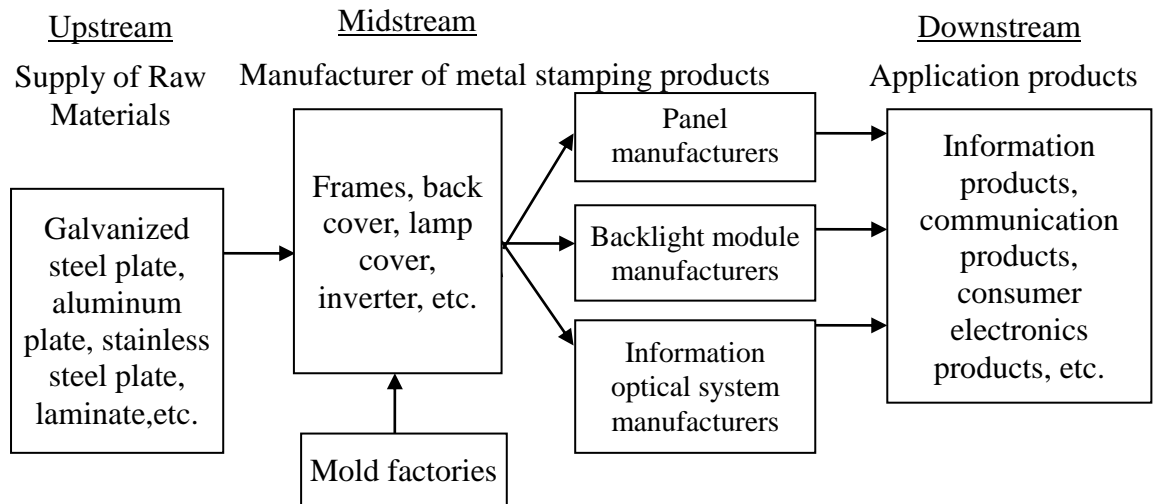 Upstream
Supply of Raw
Materials
Galvanized
steel plate,
aluminum
plate, stainless
steel plate,
laminate,etc.
Midstream
Manufacturer of metal stamping products
Frames, back
cover, lamp
cover,
inverter, etc.
Mold factories
Panel
manufacturers
Backlight module
manufacturers
Information
optical system
manufacturers
Downstream
Application products
Information
products,
communication
products,
consumer
electronics
products, etc.